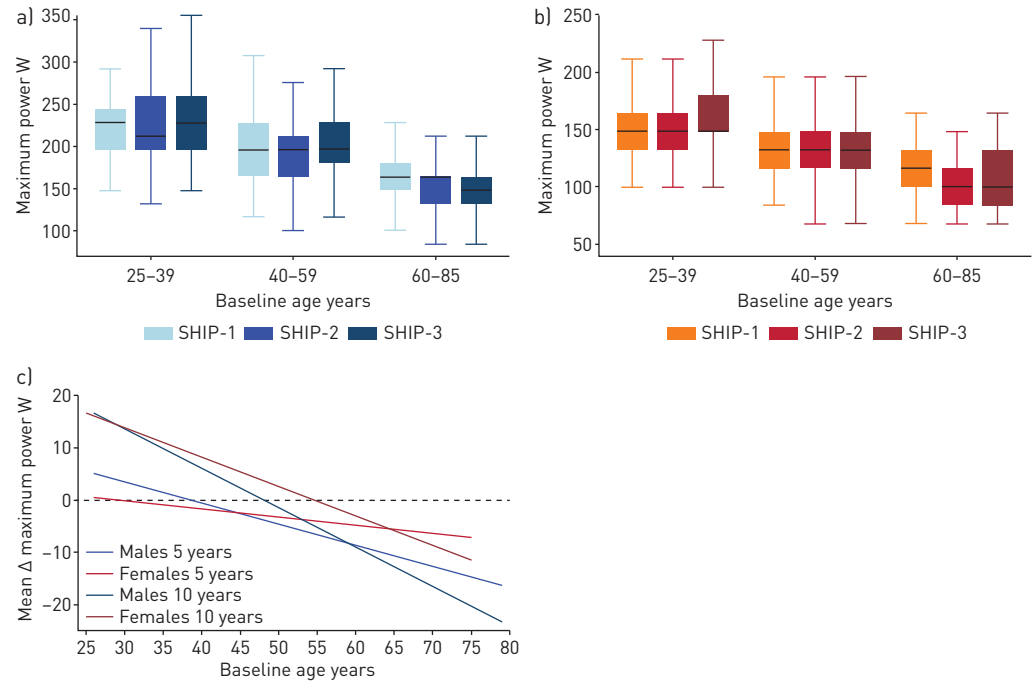 a)
Maximum power W
350
300
250
200
150
100
25–39 40–59 60–85
Baseline age years
SHIP-1 SHIP-2 SHIP-3
b)
Maximum power W
250
200
150
100
50
25–39 40–59 60–85
Baseline age years
SHIP-1 SHIP-2 SHIP-3
c)
Mean Δ maximum power W
20
10
0
–10
–20
Males 5 years
Females 5 years
Males 10 years
Females 10 years
25 30 35 40 45 50 55 60 65 70 75 80
Baseline age years